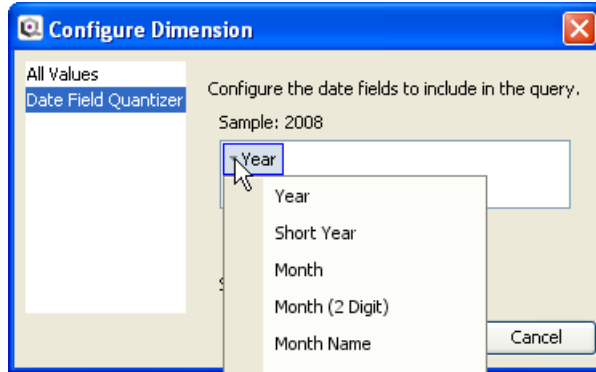 Configure Dimension
All Values
Date Field Quantizer
Configure the date fields to include in the query.
Sample: 2008
Year
Year
Short Year
Month
Month (2 Digit)
Month Name
Cancel